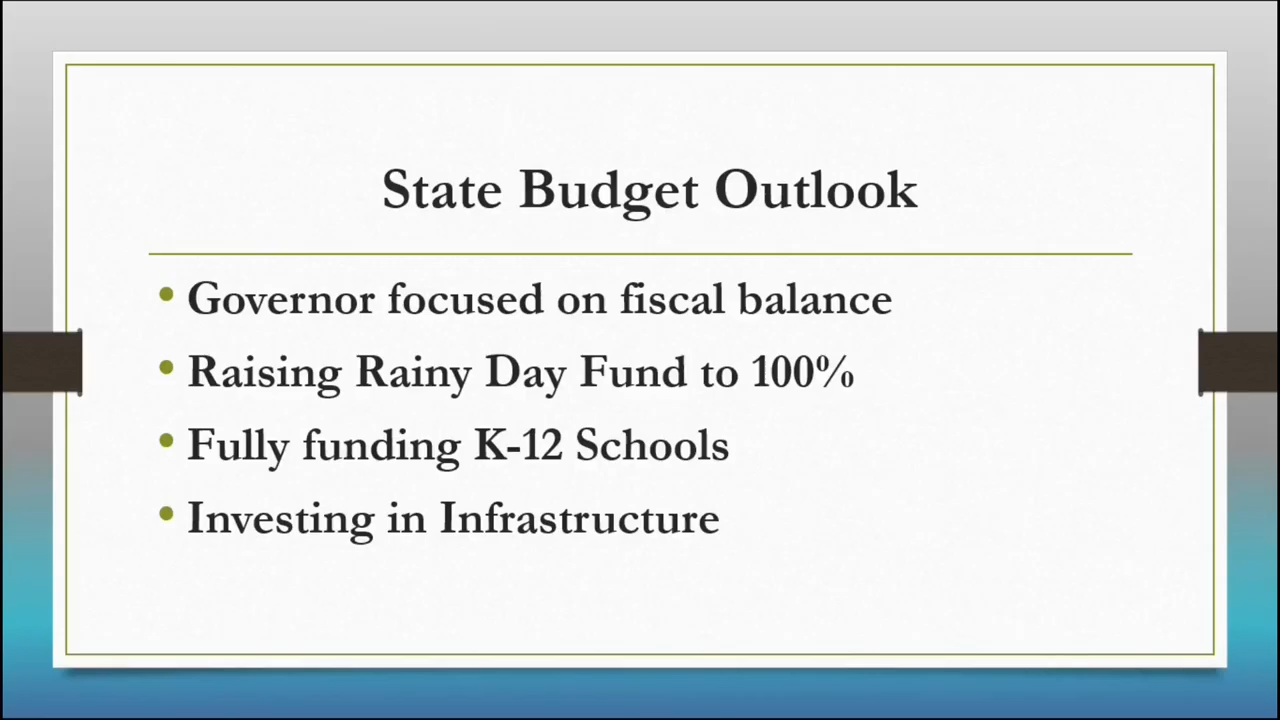 State Budget Outlook
• Governor focused on fiscal balance
• Raising Rainy Day Fund to 100%
• Fully funding K-12 Schools
• Investing in Infrastructure